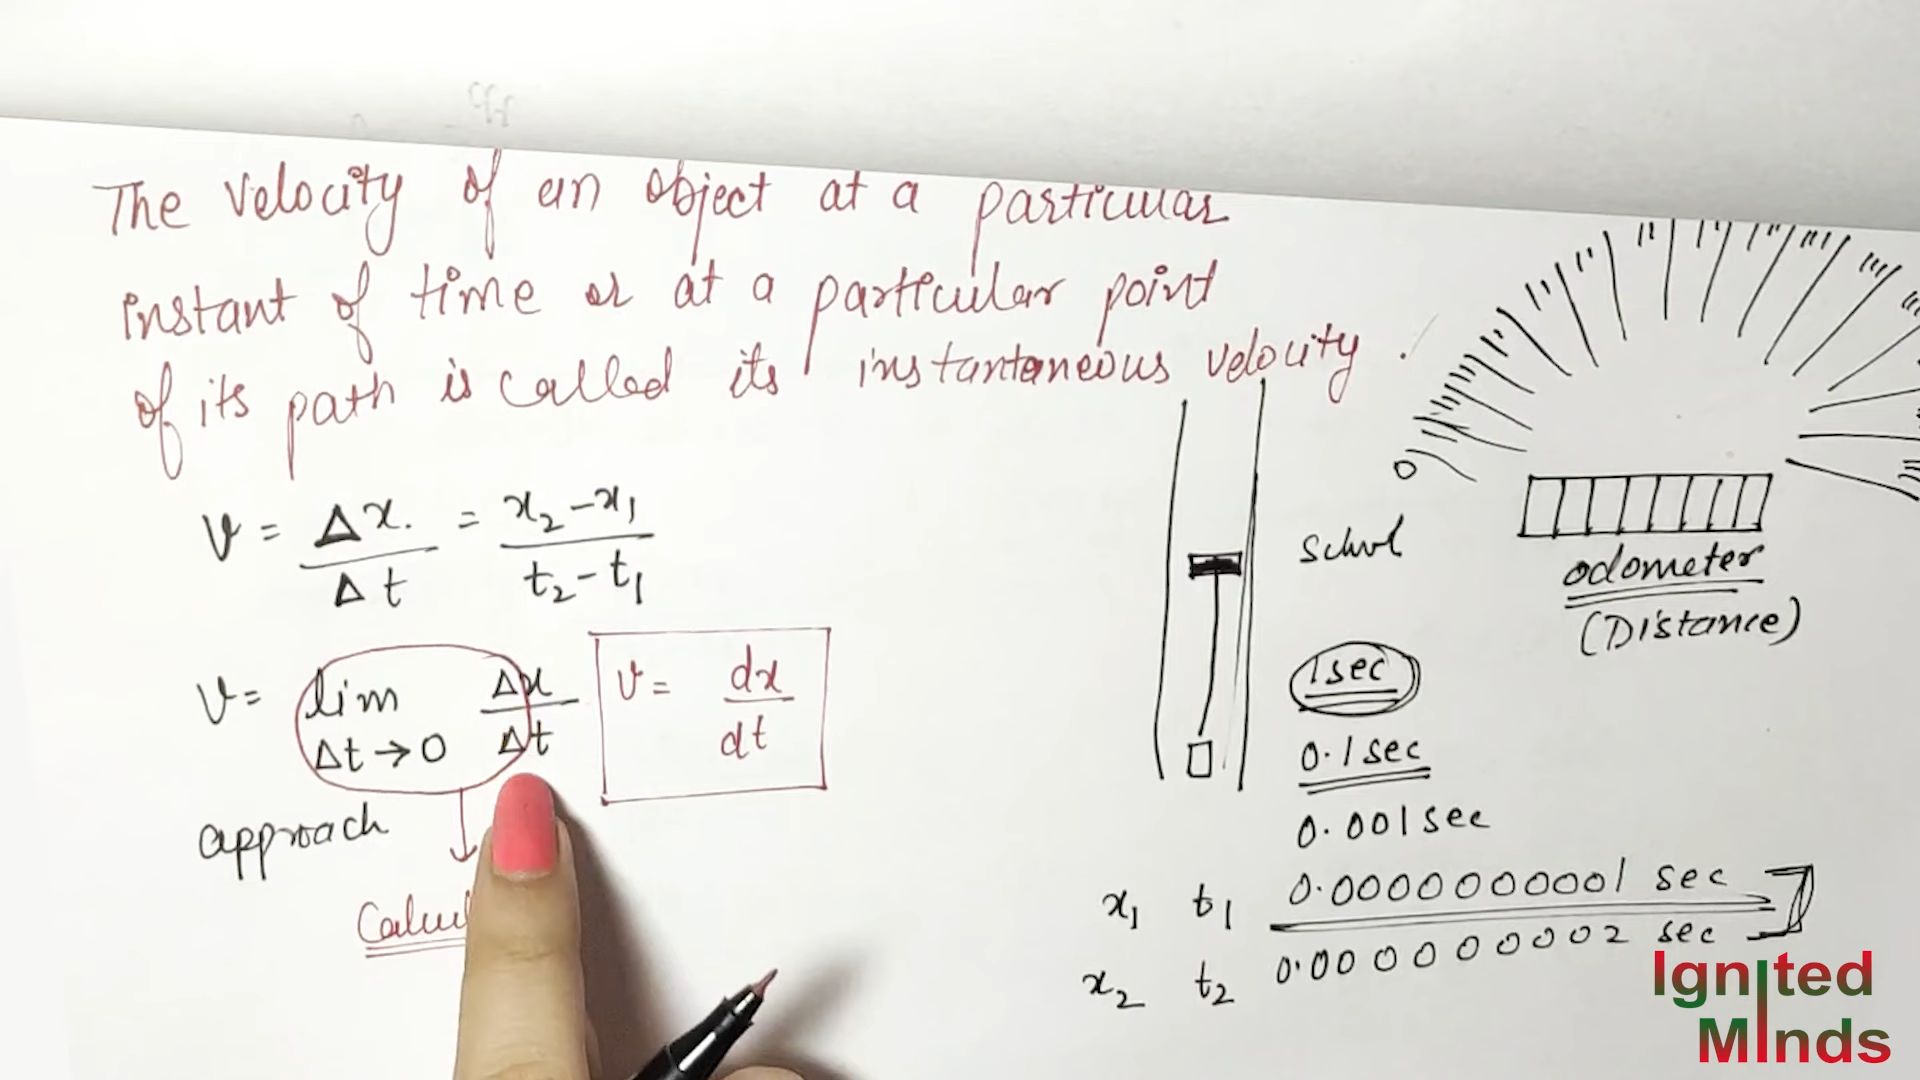 The velocity of an object at a particular
instant of time or at a particular point
of its path is called its instantaneous velocity.
v = Δx. / Δt = x₂-x₁ / t₂-t₁
v = lim Δt→0 Δx / Δt
v = dx / dt
approach
0
odometer
(Distance)
1sec
0.1sec
0.001sec
x₁ t₁ 0.0000000001 sec
x₂ t₂ 0.0000000002 sec
Ignited
Minds